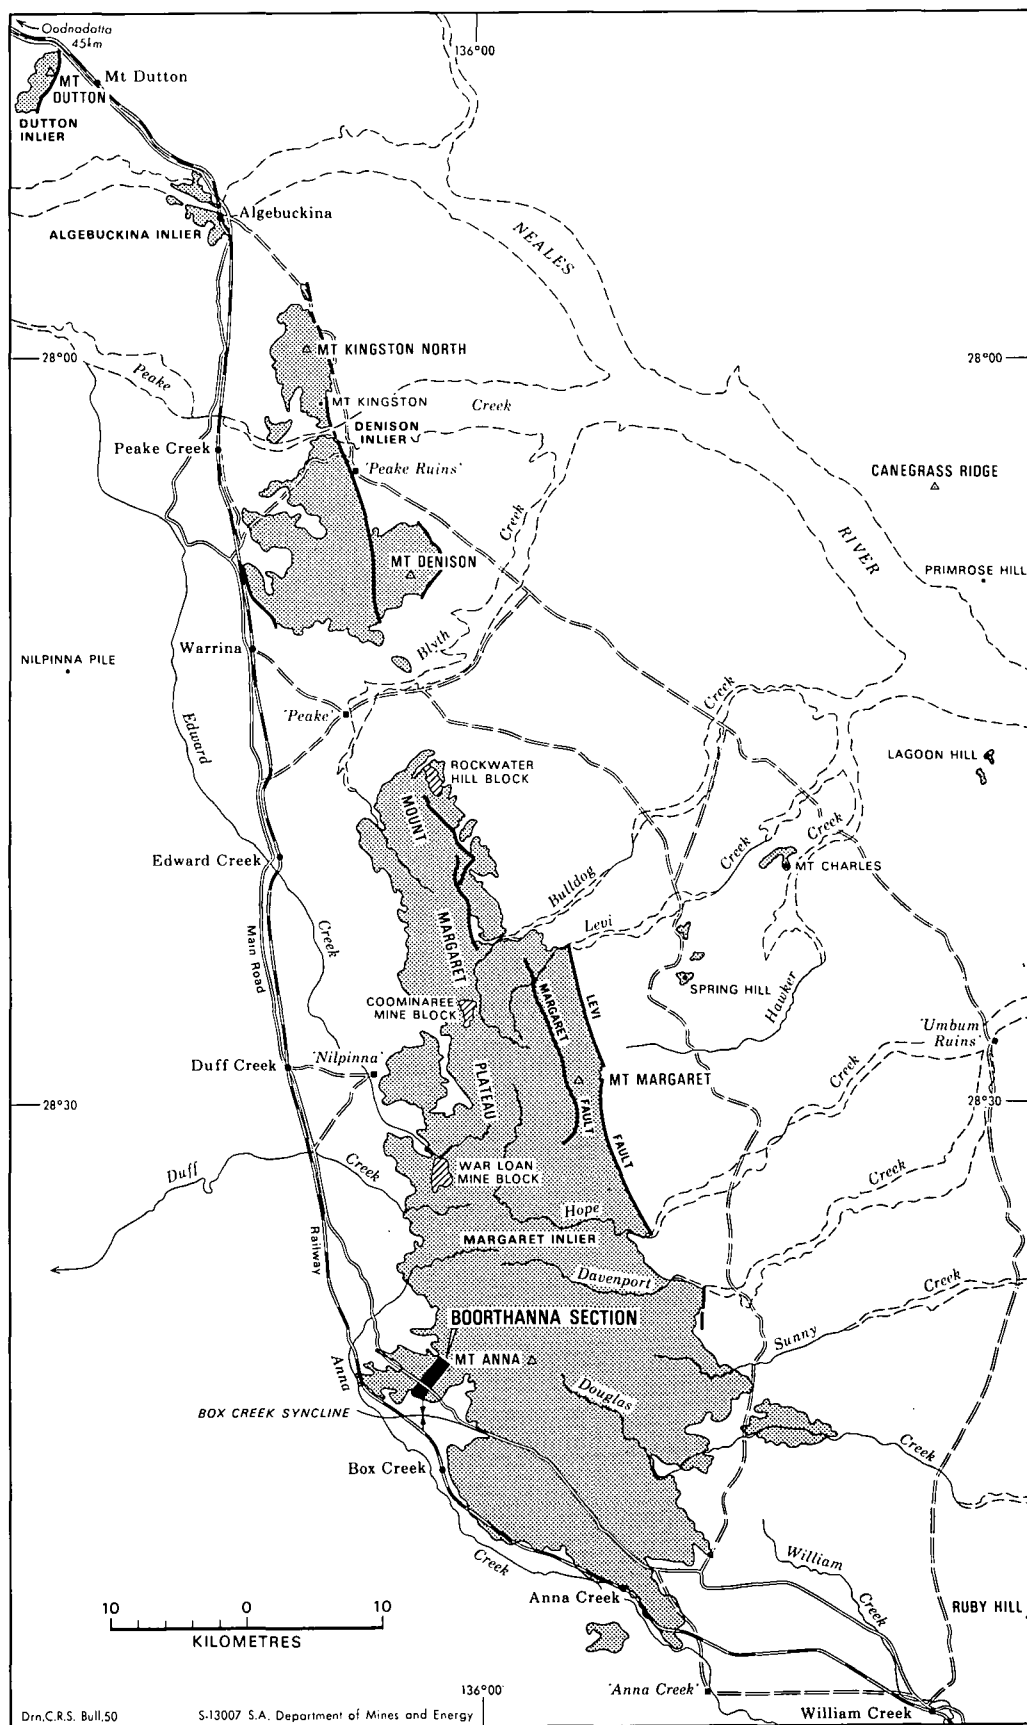 Oodnadatta
45km
136°00
Mt Dutton
MT
DUTTON
DUTTON
INLIER
Algebuckina
ALGEBUCKINA INLIER
NEALES
MT KINGSTON NORTH
28°00
28°00
Peake
MT KINGSTON
Creek
DENISON
INLIER
Peake Creek
'Peake Ruins'
CANEGRASS RIDGE
Creek
RIVER
MT DENISON
PRIMROSE HILL
Blyth
Warrina
NILPINNA PILE
Creek
'Peake'
Edward
LAGOON HILL
ROCKWATER
HILL BLOCK
MOUNT
Creek
Creek
Edward Creek
MT CHARLES
Bulldog
Levi
Creek
MARGARET
Main Road
COOMINAREE
MINE BLOCK
MARGARET
LEVI
SPRING HILL
Hawker
'Umbum
Ruins'
'Nilpinna'
Duff Creek
PLATEAU
MT MARGARET
Creek
28°30
28°30
FAULT
FAULT
WAR LOAN
MINE BLOCK
Duff
Creek
Creek
Hope
MARGARET INLIER
Railway
Davenport
Creek
BOORTHANNA SECTION
Sunny
MT ANNA
Anna
Douglas
BOX CREEK SYNCLINE
Creek
Box Creek
Creek
William
Creek
Anna Creek
RUBY HILL
10 0 10
KILOMETRES
136°00
'Anna Creek'
William Creek
Drn,C.R.S. Bull,50
S-13007 S.A. Department of Mines and Energy